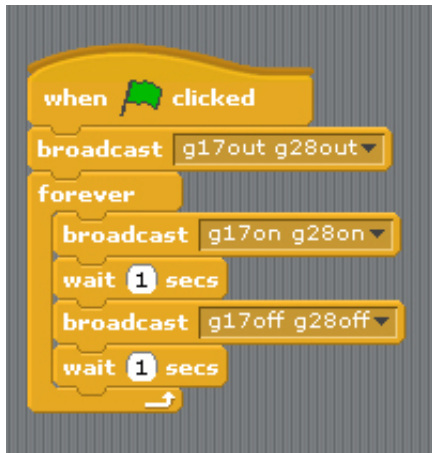 when clicked
broadcast g17out g28out
forever
broadcast g17on g28on
wait 1 secs
broadcast g17off g28off
wait 1 secs